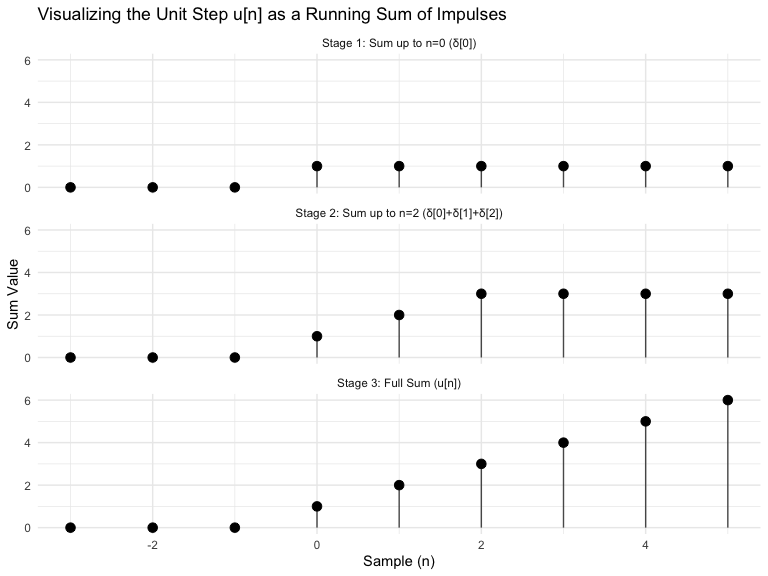 Visualizing the Unit Step u[n] as a Running Sum of Impulses
Stage 1: Sum up to n=0 (δ[0])
6
4
2
0
Stage 2: Sum up to n=2 (δ[0]+δ[1]+δ[2])
6
4
2
0
Sum Value
Stage 3: Full Sum (u[n])
6
4
2
0
-2 0 2 4
Sample (n)